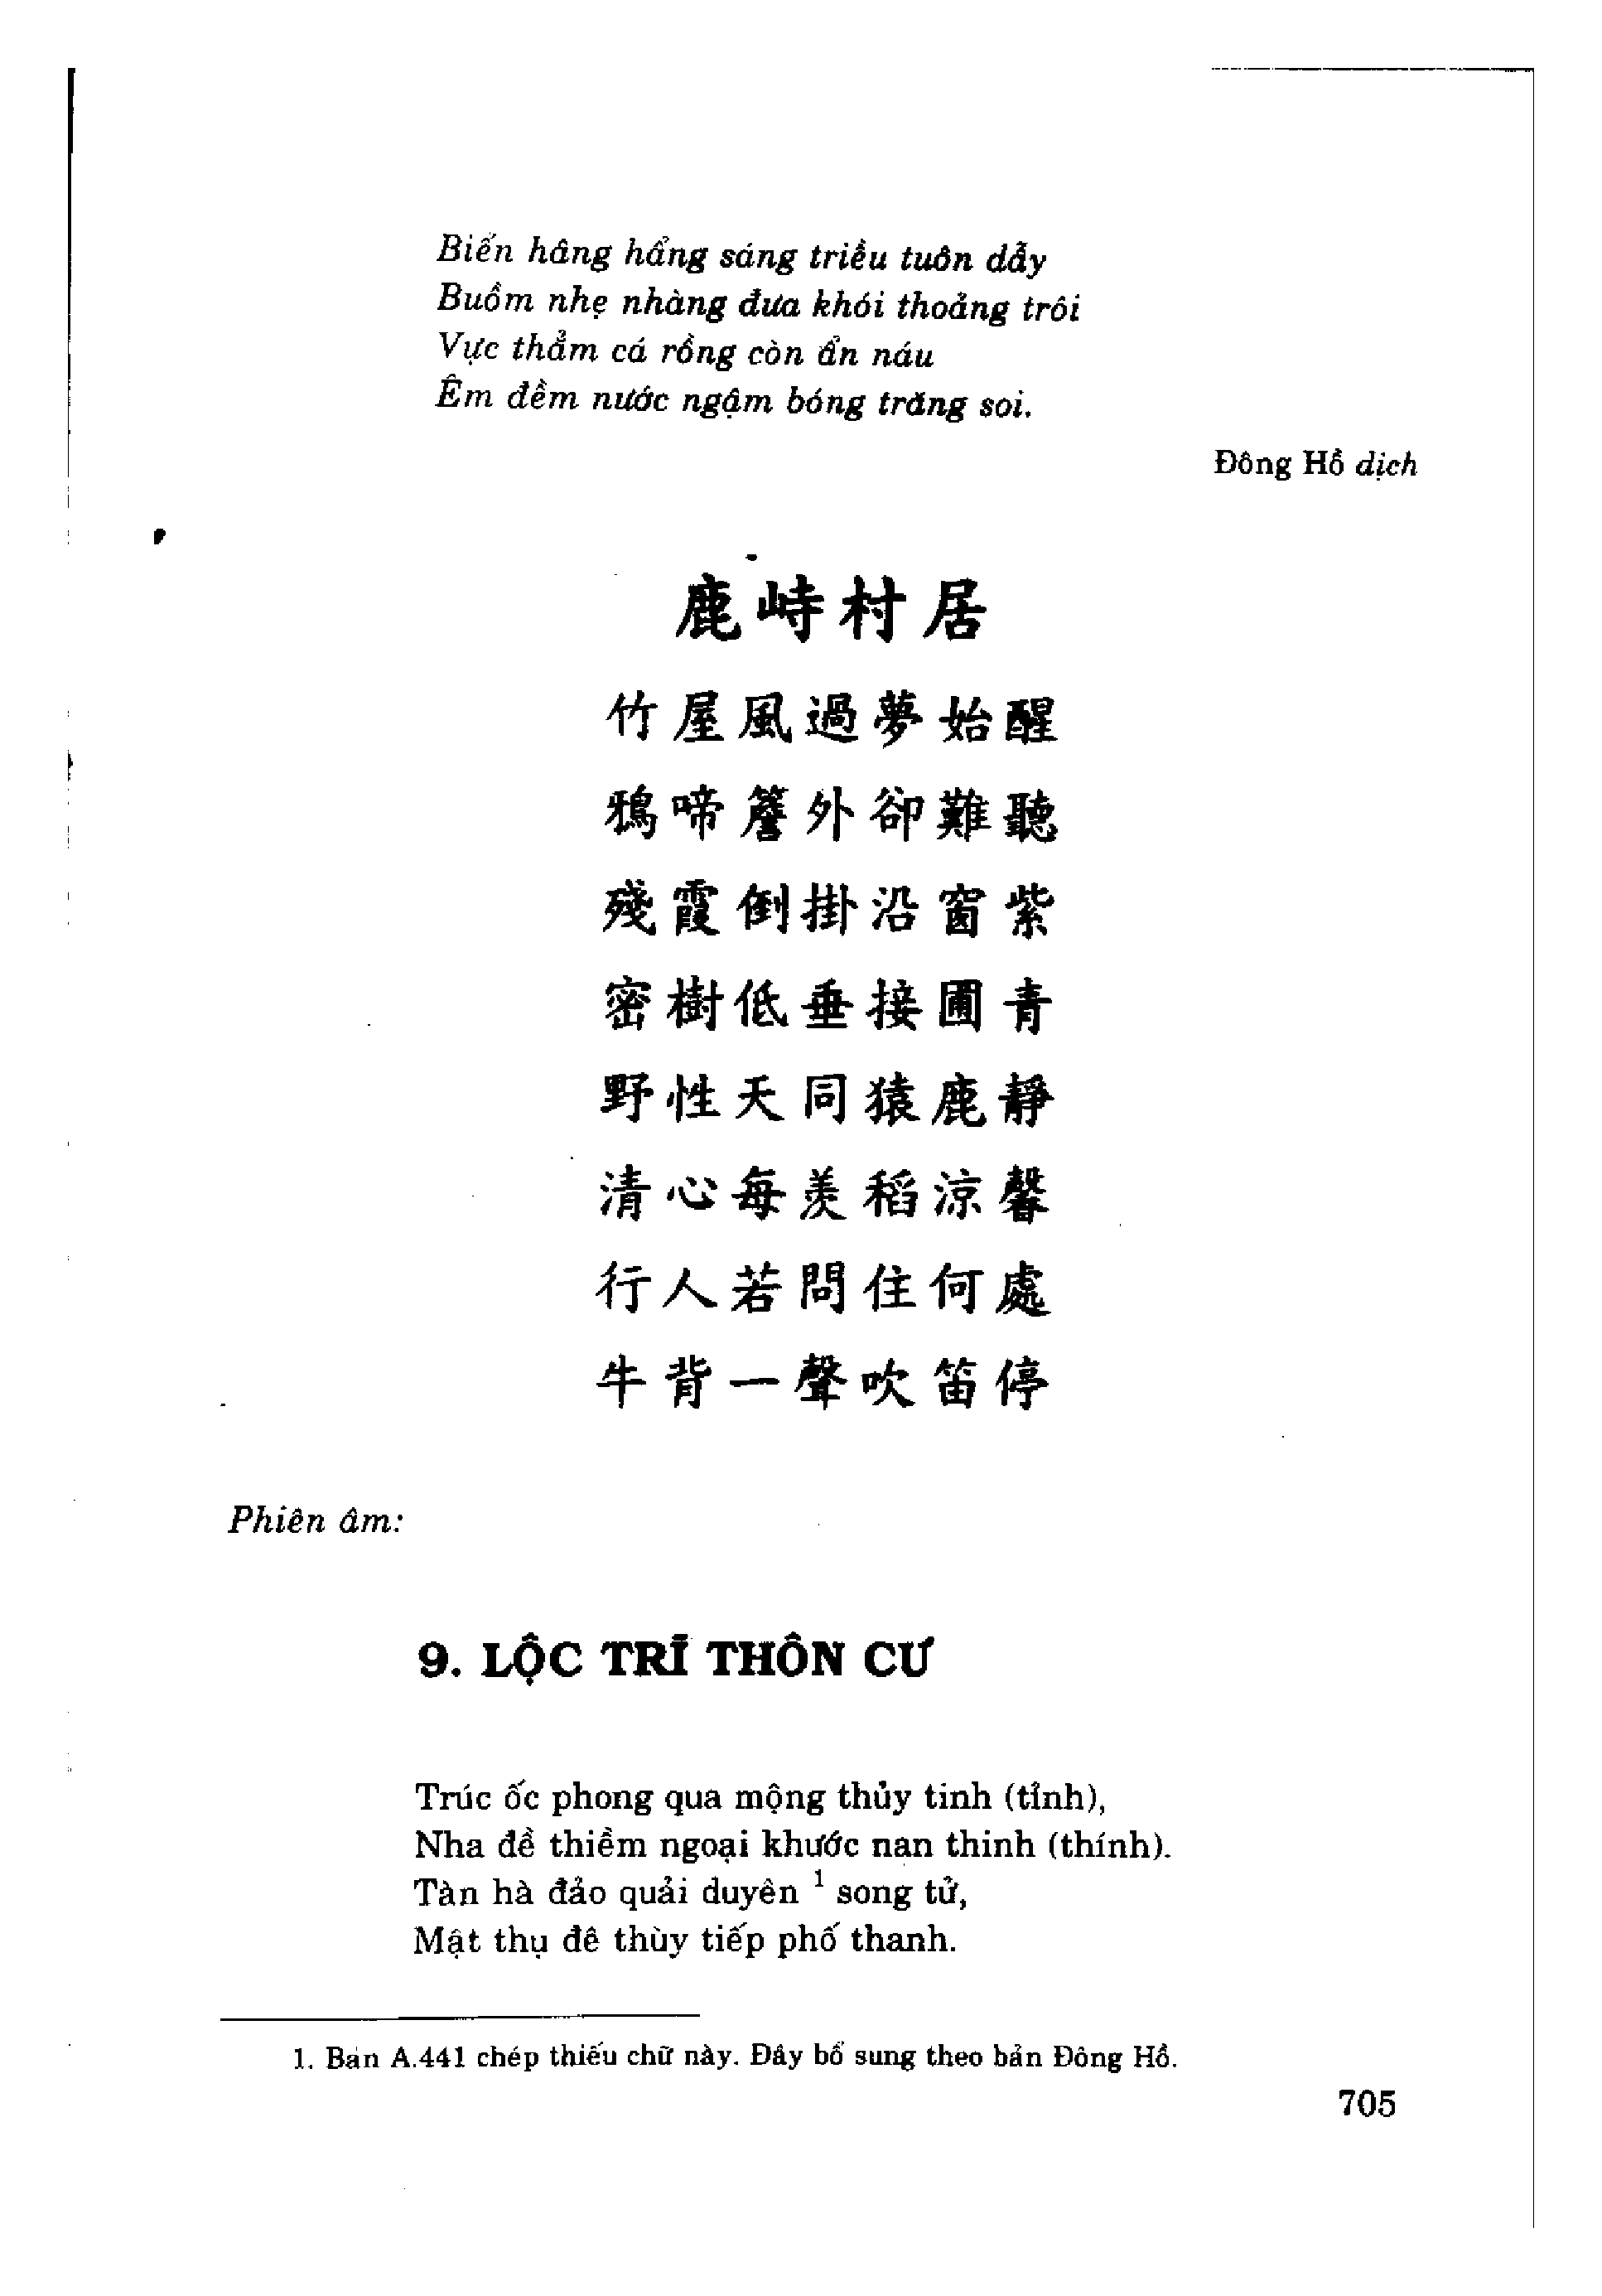 Biển hâng hẩng sáng triều tuôn dẫy
Buồm nhẹ nhàng đưa khói thoảng trôi
Vực thẳm cá rồng còn ẩn náu
Êm đềm nước ngậm bóng trăng soi.
Đông Hồ dịch
鹿峙村居
竹屋風過夢始醒
鴉啼簷外卻難聽
殘霞倒掛沿窗紫
密樹低垂接圃青
野性天同猿鹿靜
清心每羨稻涼馨
行人若問住何處
牛背一聲吹笛停
Phiên âm:
9. LỘC TRĨ THÔN CƯ
Trúc ốc phong qua mộng thủy tinh (tỉnh),
Nha đề thiềm ngoại khước nan thinh (thính).
Tàn hà đảo quải duyên ¹ song tử,
Mật thụ đê thùy tiếp phố thanh.
1. Bản A.441 chép thiếu chữ này. Đây bổ sung theo bản Đông Hồ.
705